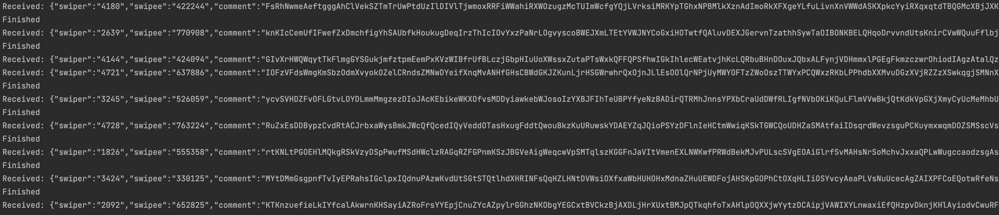 Received: {"swiper":"4180","swipee":"422244","comment":"FsRhNwmeAeftgggAhClVekSZTmTrUwPtdUzIlDIVlTjwmoxRRFiWWahiRXWOzugzMcTUImWcfgYQjLVrksiMRKYpTGhxNPBMlkXznAdImoRkXFXgeYLfuLivnXnVWWdASKXpkcYyiRXqxqtdTBQGMcXBjJXK
Finished
Received: {"swiper":"2639","swipee":"770908","comment":"knKIcCemUfIFwefZxDmchfigYhSAUbfkHoukugDeqIrzThIcIOvYxzPaNrLOgvyscoBWEJXmLTEtYVWJNYCoGxiHOTwtfQAluvDEXJGervnTzathhSywTaOIBONKBELQHqoDrvvndUtsKnirCVwWQuuFflbj
Finished
Received: {"swiper":"4144","swipee":"424094","comment":"GIvXrHWQWqytTkFlmgGYSGukjmfztpmEemPxKVzWIBfrUfBLczjGbpHIuUoXWssxZutaPTsWxkQFFQPSfhwIGkIhlecWEatvjhKcLQRbuBHnDOuxJQbxALFynjVDHmmxlPGEgFkmzczwrOhiodIAgzAtalQz
Received: {"swiper":"4721","swipee":"637886","comment":"IOFzVFdsWmgKmSbzOdmXvyokOZelCRndsZMNwDYeifXnqMvANHfGHsCBWdGKJZKunLjrHSGWrwhrQxOjnJLlEsOOlQrNPjUyMWYOFTzZWoOszTTWYxPCQWxzRKbLPPhdbXXMvuDGzXVjRZZzXSwkqgjSMNnX
Finished
Received: {"swiper":"3245","swipee":"526059","comment":"ycvSVHDZFvOFLGtvLOYDLmmMmgzezDIoJAcKEbikeWKXOfvsMDDyiawkebWJosoIzYXBJFIhTeUBPYfyeNzBADirQTRMhJnnsYPXbCraUdDWfRLIgfNVbOKiKQuLFlmVVwBkjQtKdkVpGXjXmyCyUcMeMhbU
Finished
Received: {"swiper":"4728","swipee":"763224","comment":"RuZxEsDDBypzCvdRtACJrbxaWysBmkJWcQfQcedIQyVeddOTasHxugFddtQwouBkzKuURuwskYDAEYZqJQioPSYzDFlnIeHCtmWwiqKSkTGWCQoUDHZaSMAtfaiIDsqrdWevzsguPCKuymxwqmDOZSMSscVs
Finished
Received: {"swiper":"1826","swipee":"555358","comment":"rtKNLtPGOEHlMQkgRSkVzyDSpPwufMSdHWclzRAGqRZFGPnmKSzJBGVeAigWeqcwVpSMTqlszKGGFnJaVItVmenEXLNWKwfPRWdBekMJvPULscSVgEOAiGlrfSvMAHsNrSoMchvJxxaQPLwWugccaodzsgAs
Finished
Received: {"swiper":"3424","swipee":"330125","comment":"MYtDMmGsgpnfTvIyEPRahsIGclpxIQdnuPAzwKvdUtSGtSTQtlhdXHRINFsQqHZLHNtDVWsiOXfxaWbHUHOHxMdnaZHuUEWDFojAHSKpGOPhCtOXqHLIiOSYvcyAeaPLVsNuUcecAgZAIXPFCoEQotwRfeNs
Finished
Received: {"swiper":"2092","swipee":"652825","comment":"KTKnzuefieLkIYfcalAkwrnKHSayiAZRoFrsYYEpjCnuZYcAZpylrGGhzNKObgYEGCxtBVCkzBjAXDLjHrXUxtBMJpQTkqhfoTxAHlpOQXXjwYytzDCAipjVAWIXYLnwaxiEfQHzpvDknjKHlAyiodvCwuRF